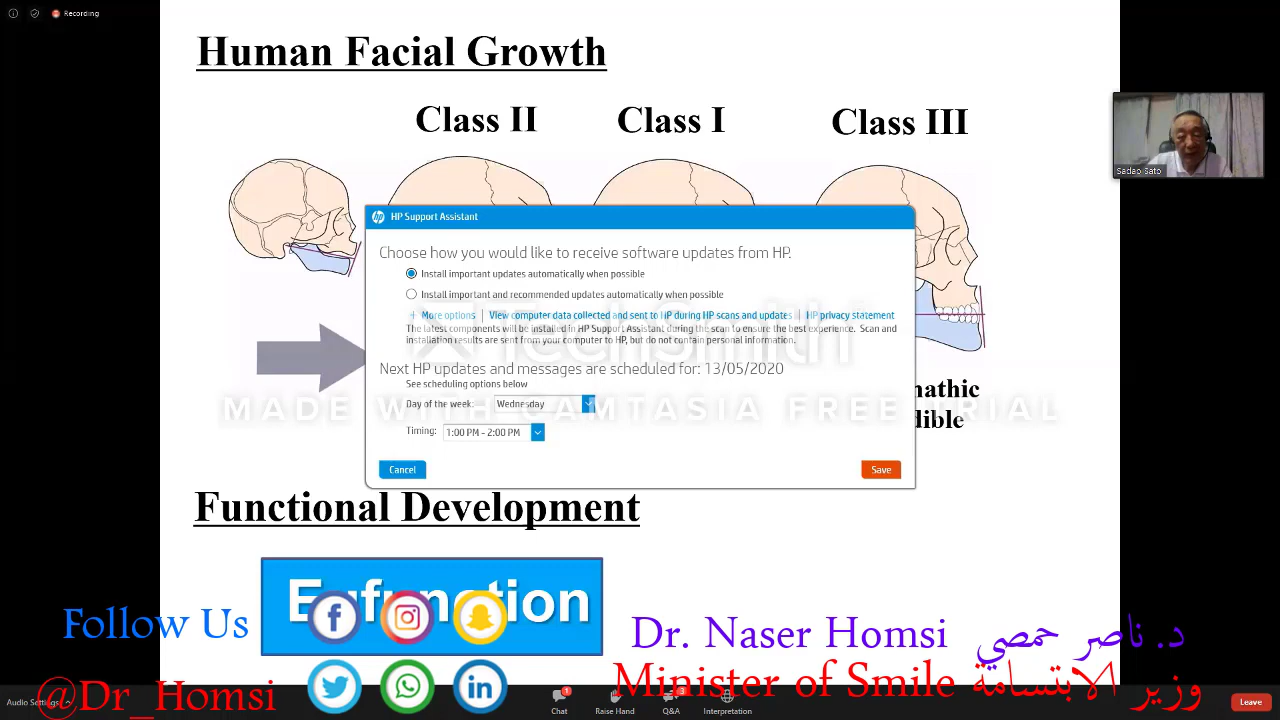 Recording
Human Facial Growth
Class II
Class I
Class III
Sadao Sato
HP Support Assistant
Choose how you would like to receive software updates from HP.
Install important updates automatically when possible
Install important and recommended updates automatically when possible
+ More options | View computer data collected and sent to HP during HP scans and updates | HP privacy statement
The latest components will be installed in HP Support Assistant during the scan to ensure the best experience. Scan and
installation results are sent from your computer to HP, but do not contain personal information.
TechSmith
Next HP updates and messages are scheduled for: 13/05/2020
See scheduling options below
Day of the week: Wednesday
MADE WITH CAMTASIA FREE TRIAL
Timing: 1:00 PM - 2:00 PM
Cancel
Save
nathic
dible
Functional Development
Eufunction
Follow Us
Dr. Naser Homsi د. ناصر حمصي
Minister of Smile وزير الابتسامة
@Dr_Homsi
Audio Settings
1
Chat
Raise Hand
3
Q&A
Interpretation
Leave